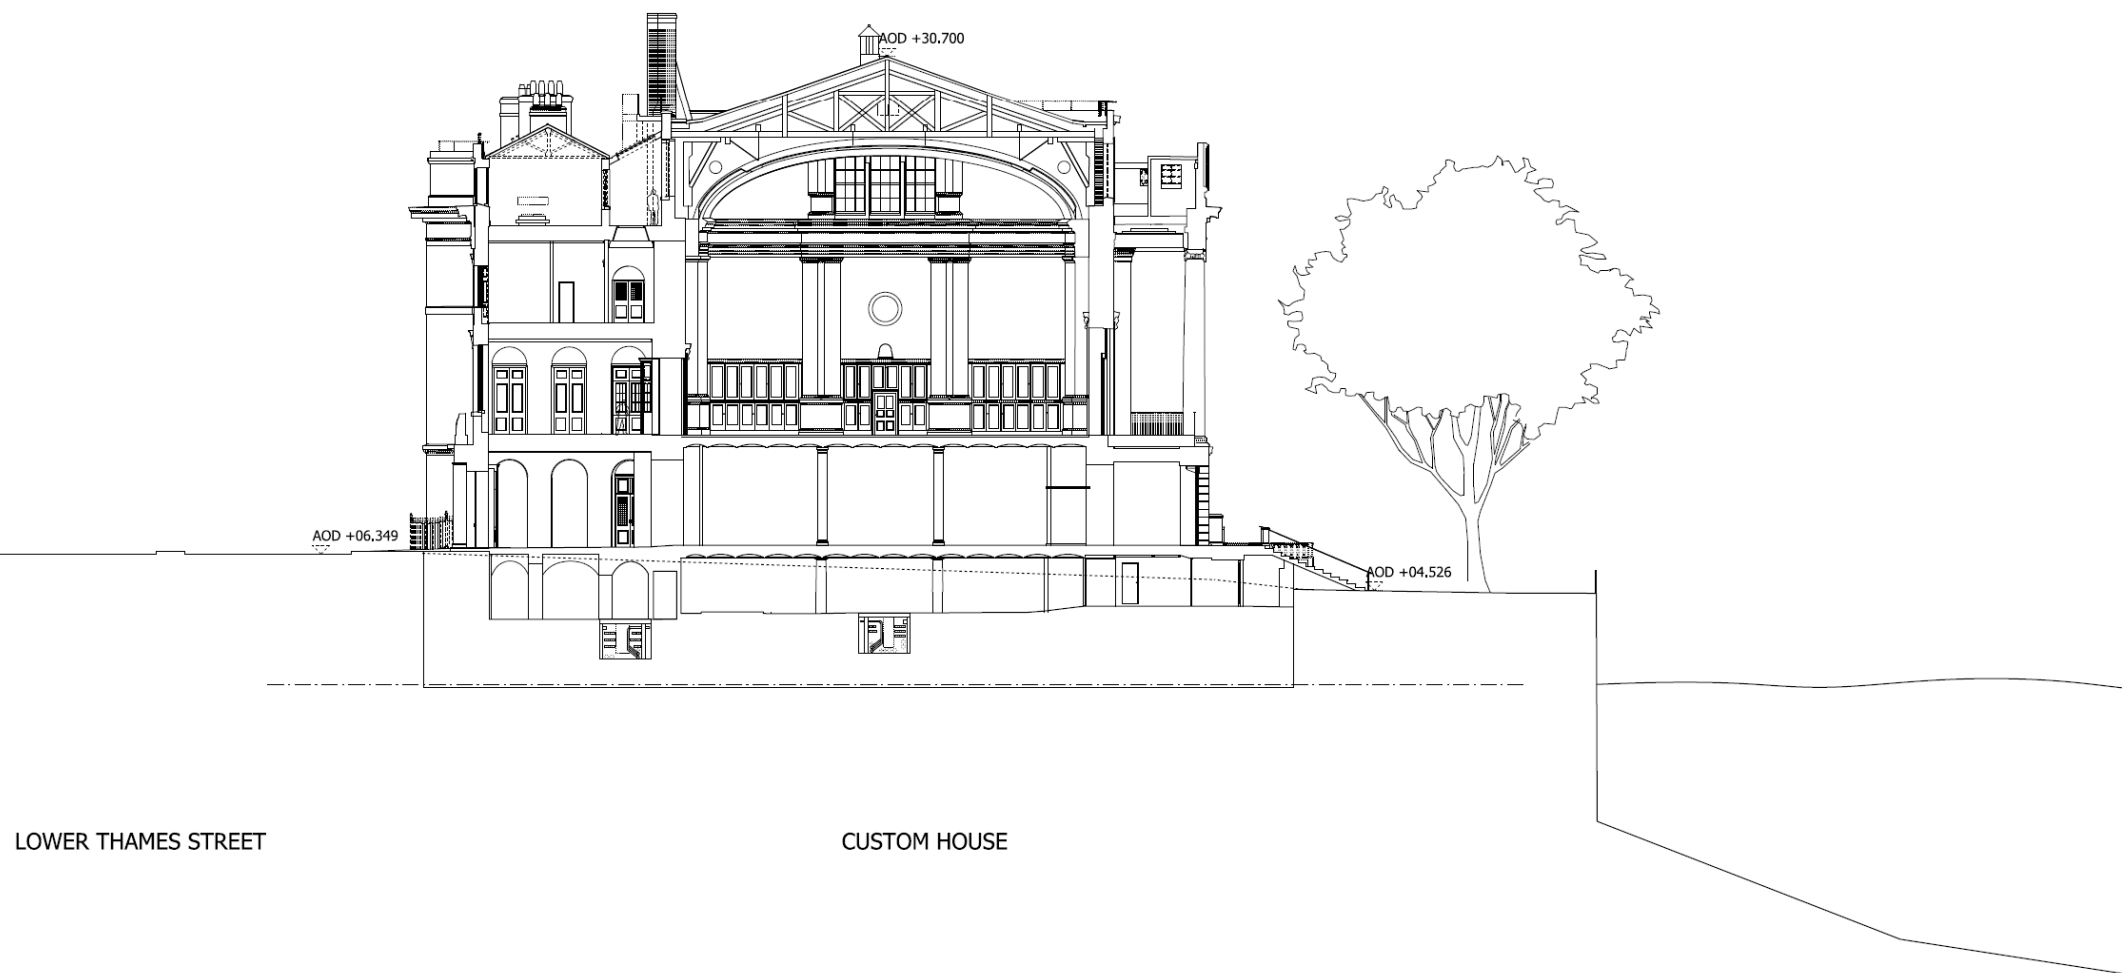 AOD +30.700
AOD +06.349
AOD +04.526
LOWER THAMES STREET
CUSTOM HOUSE